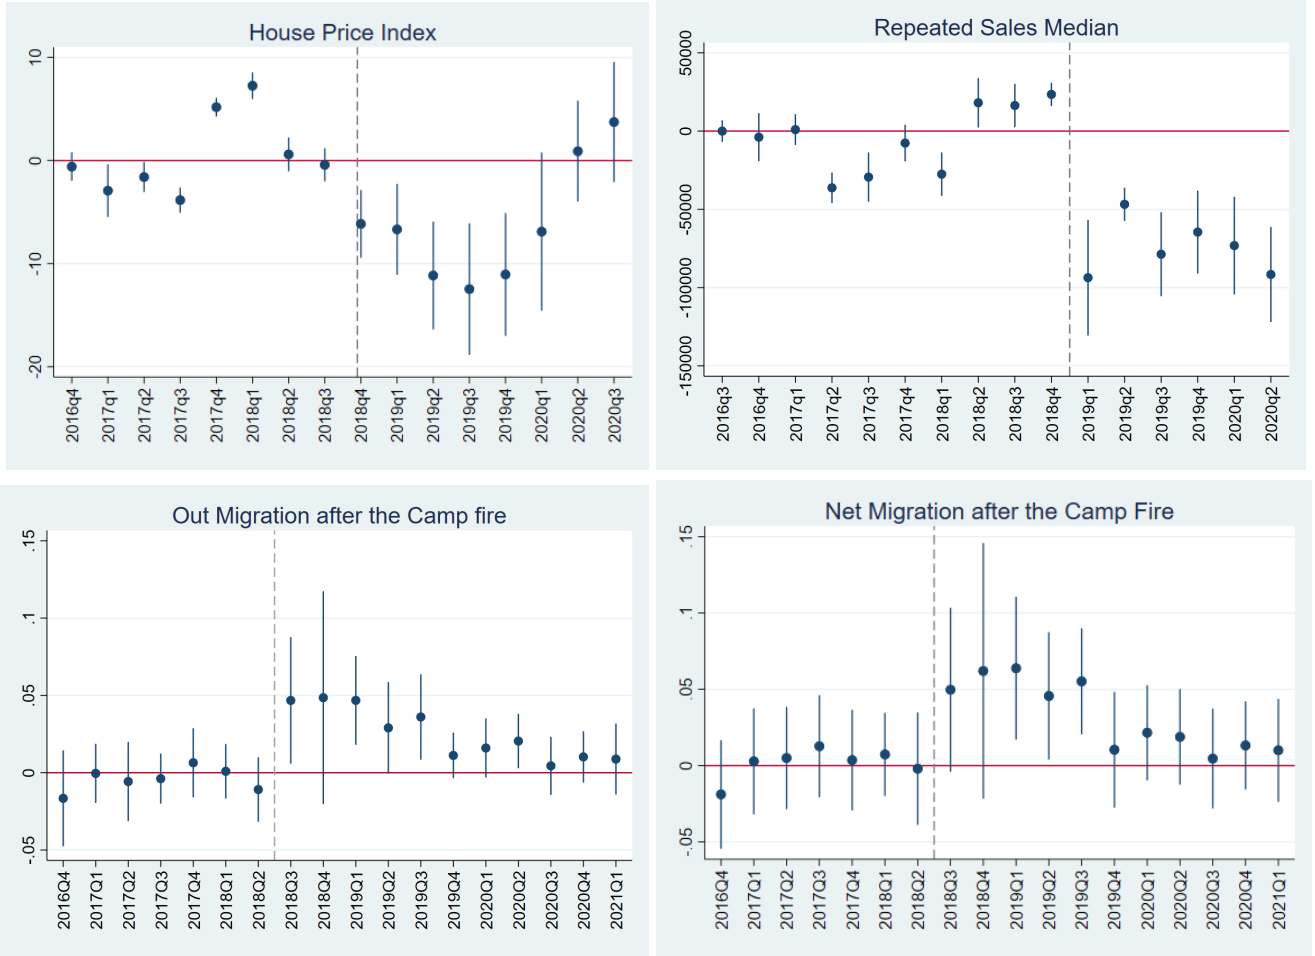 House Price Index
10
0
-10
-20
2016q4 2017q1 2017q2 2017q3 2017q4 2018q1 2018q2 2018q3 2018q4 2019q1 2019q2 2019q3 2019q4 2020q1 2020q2 2020q3
Repeated Sales Median
50000
0
-50000
-100000
-150000
2016q3 2016q4 2017q1 2017q2 2017q3 2017q4 2018q1 2018q2 2018q3 2018q4 2019q1 2019q2 2019q3 2019q4 2020q1 2020q2
Out Migration after the Camp fire
.15
.1
.05
0
-.05
2016Q4 2017Q1 2017Q2 2017Q3 2017Q4 2018Q1 2018Q2 2018Q3 2018Q4 2019Q1 2019Q2 2019Q3 2019Q4 2020Q1 2020Q2 2020Q3 2020Q4 2021Q1
Net Migration after the Camp Fire
.15
.1
.05
0
-.05
2016Q4 2017Q1 2017Q2 2017Q3 2017Q4 2018Q1 2018Q2 2018Q3 2018Q4 2019Q1 2019Q2 2019Q3 2019Q4 2020Q1 2020Q2 2020Q3 2020Q4 2021Q1